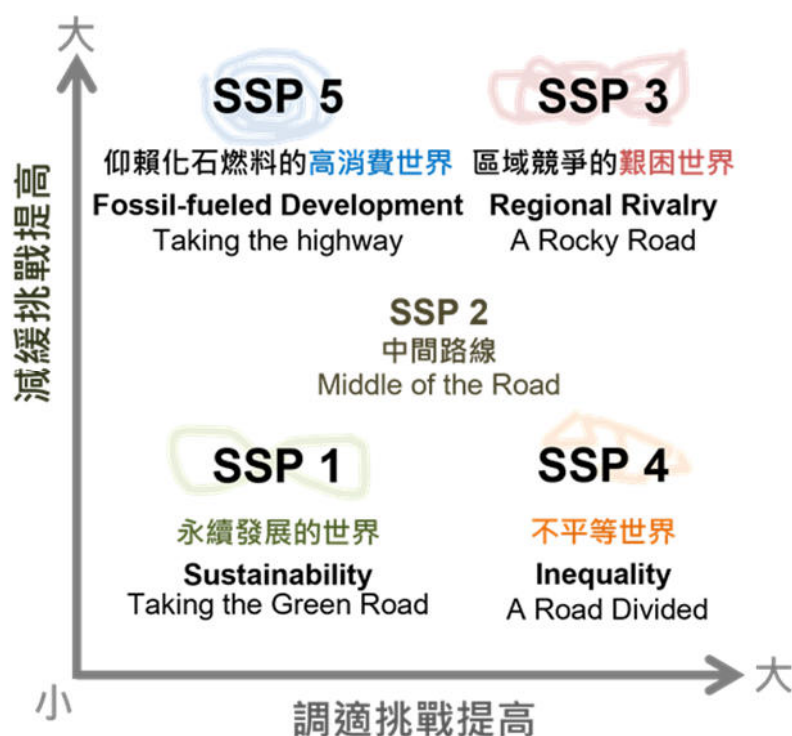 大
減緩挑戰提高
SSP 5
仰賴化石燃料的高消費世界
Fossil-fueled Development
Taking the highway
SSP 3
區域競爭的艱困世界
Regional Rivalry
A Rocky Road
SSP 2
中間路線
Middle of the Road
SSP 1
永續發展的世界
Sustainability
Taking the Green Road
SSP 4
不平等世界
Inequality
A Road Divided
小
調適挑戰提高
大